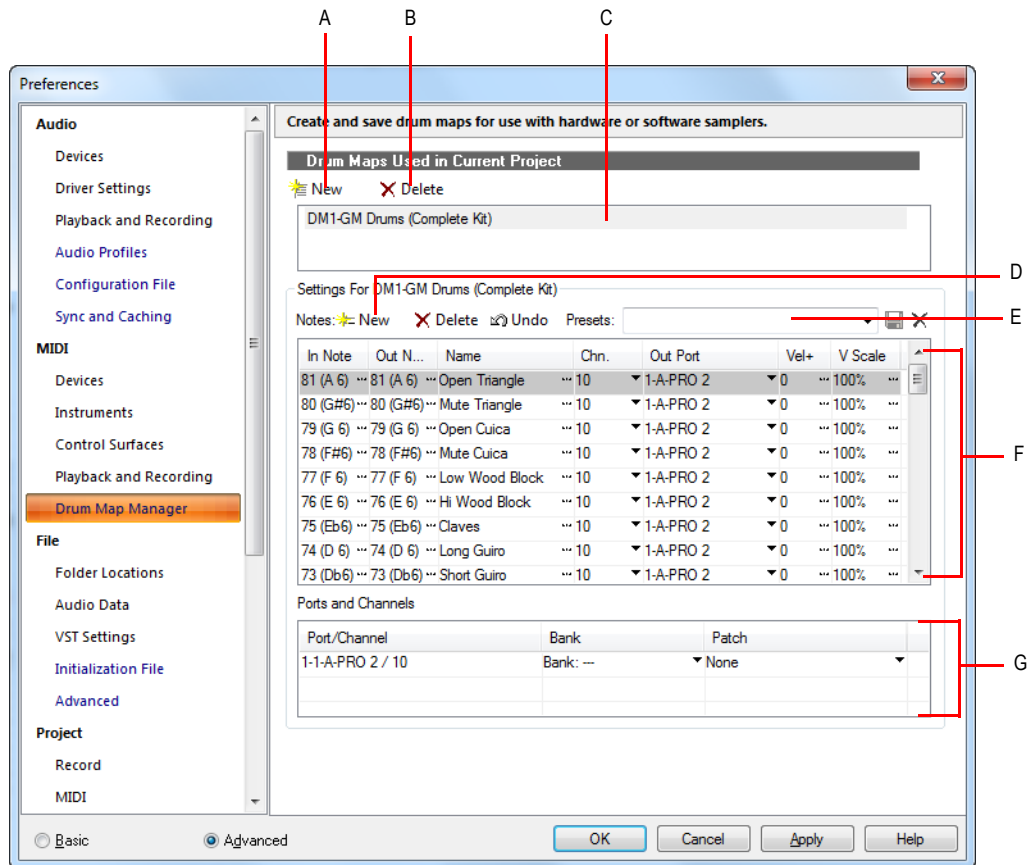 A B C
Preferences
Audio
Devices
Driver Settings
Playback and Recording
Audio Profiles
Configuration File
Sync and Caching
MIDI
Devices
Instruments
Control Surfaces
Playback and Recording
Drum Map Manager
File
Folder Locations
Audio Data
VST Settings
Initialization File
Advanced
Project
Record
MIDI
Basic Advanced
Create and save drum maps for use with hardware or software samplers.
Drum Maps Used in Current Project
New Delete
DM1-GM Drums (Complete Kit)
D
Settings For DM1-GM Drums (Complete Kit)
Notes: New Delete Undo Presets:
E
In Note Out N... Name Chn. Out Port Vel+ V Scale
81 (A 6) ... 81 (A 6) ... Open Triangle ... 10 1-A-PRO 2 0 ... 100% ...
80 (G#6) ... 80 (G#6) ... Mute Triangle ... 10 1-A-PRO 2 0 ... 100% ...
79 (G 6) ... 79 (G 6) ... Open Cuica ... 10 1-A-PRO 2 0 ... 100% ...
78 (F#6) ... 78 (F#6) ... Mute Cuica ... 10 1-A-PRO 2 0 ... 100% ...
77 (F 6) ... 77 (F 6) ... Low Wood Block ... 10 1-A-PRO 2 0 ... 100% ...
76 (E 6) ... 76 (E 6) ... Hi Wood Block ... 10 1-A-PRO 2 0 ... 100% ...
75 (Eb6) ... 75 (Eb6) ... Claves ... 10 1-A-PRO 2 0 ... 100% ...
74 (D 6) ... 74 (D 6) ... Long Guiro ... 10 1-A-PRO 2 0 ... 100% ...
73 (Db6) ... 73 (Db6) ... Short Guiro ... 10 1-A-PRO 2 0 ... 100% ...
F
Ports and Channels
Port/Channel Bank Patch
1-1-A-PRO 2 / 10 Bank: --- None
G
OK Cancel Apply Help